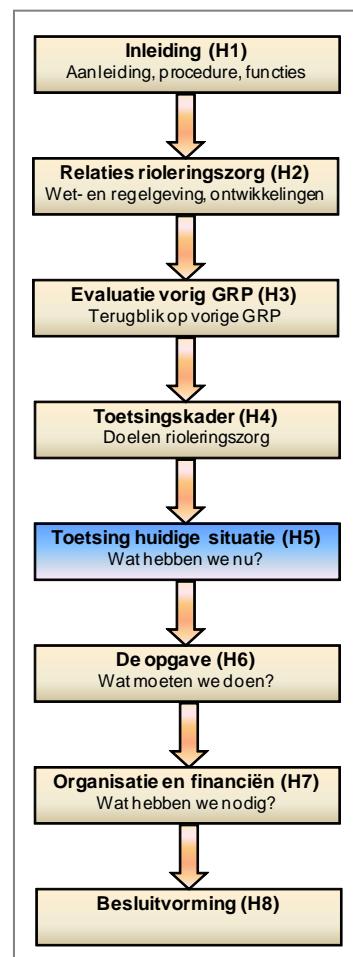 Inleiding (H1)
Aanleiding, procedure, functies
Relaties rioleringszorg (H2)
Wet- en regelgeving, ontwikkelingen
Evaluatie vorig GRP (H3)
Terugblik op vorige GRP
Toetsingskader (H4)
Doelen rioleringszorg
Toetsing huidige situatie (H5)
Wat hebben we nu?
De opgave (H6)
Wat moeten we doen?
Organisatie en financiën (H7)
Wat hebben we nodig?
Besluitvorming (H8)